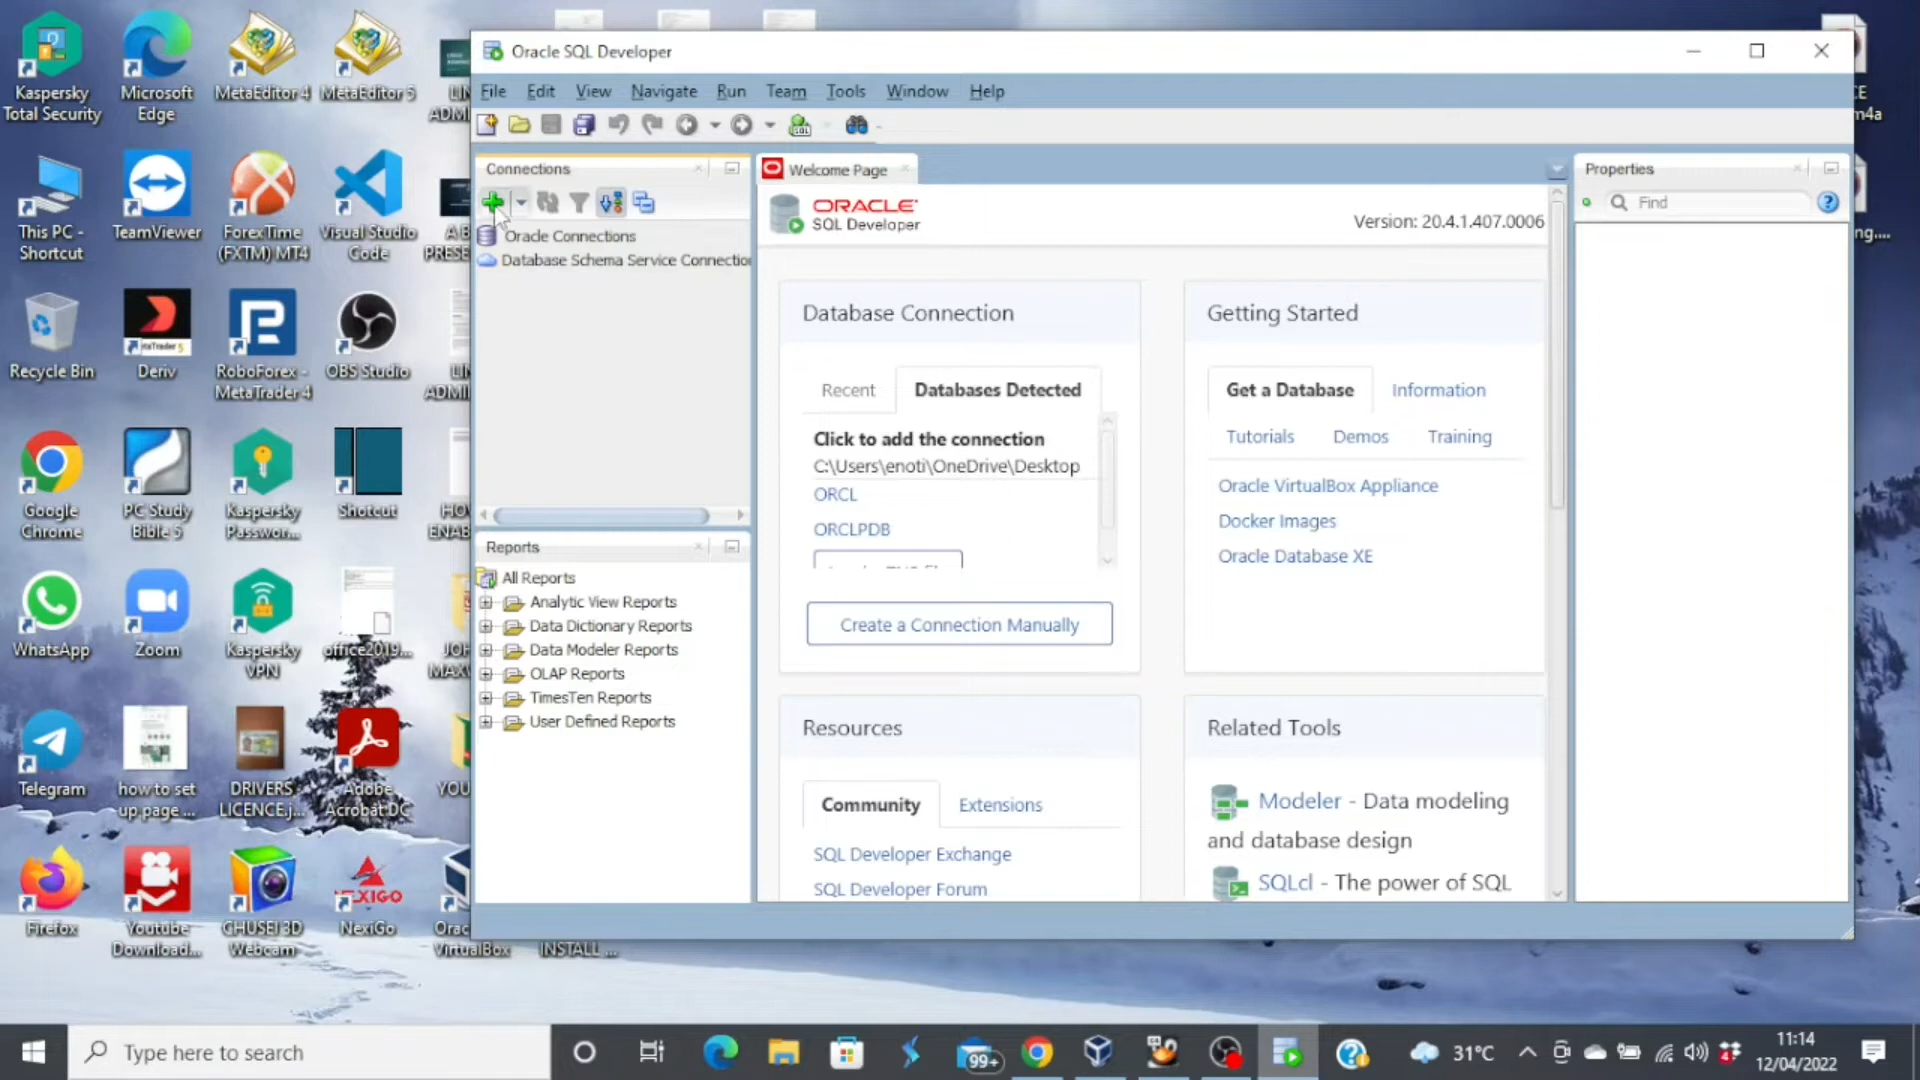 Kaspersky
Total Security
Microsoft
Edge
MetaEditor 4
MetaEditor 5
This PC -
Shortcut
TeamViewer
ForexTime
(FXTM) MT4
Visual Studio
Code
Recycle Bin
Deriv
RoboForex -
MetaTrader 4
OBS Studio
Google
Chrome
PC Study
Bible 5
Kaspersky
Passwor...
Shotcut
WhatsApp
Zoom
Kaspersky
VPN
office2019...
Telegram
how to set
up page ...
DRIVERS
LICENCE.j...
Adobe
Acrobat DC
Firefox
Youtube
Download...
CHUSEI 3D
Webcam
NEXIGO
NexiGo
VirtualBox
INSTALL ...
Oracle SQL Developer
File Edit View Navigate Run Team Tools Window Help
Connections
Oracle Connections
Database Schema Service Connectio
Reports
All Reports
Analytic View Reports
Data Dictionary Reports
Data Modeler Reports
OLAP Reports
TimesTen Reports
User Defined Reports
Welcome Page
ORACLE
SQL Developer
Version: 20.4.1.407.0006
Database Connection
Recent
Databases Detected
Click to add the connection
C:\Users\enoti\OneDrive\Desktop
ORCL
ORCLPDB
Create a Connection Manually
Getting Started
Get a Database
Information
Tutorials
Demos
Training
Oracle VirtualBox Appliance
Docker Images
Oracle Database XE
Resources
Community
Extensions
SQL Developer Exchange
SQL Developer Forum
Related Tools
Modeler - Data modeling
and database design
SQLcl - The power of SQL
Properties
Find
Type here to search
99+
31°C
11:14
12/04/2022